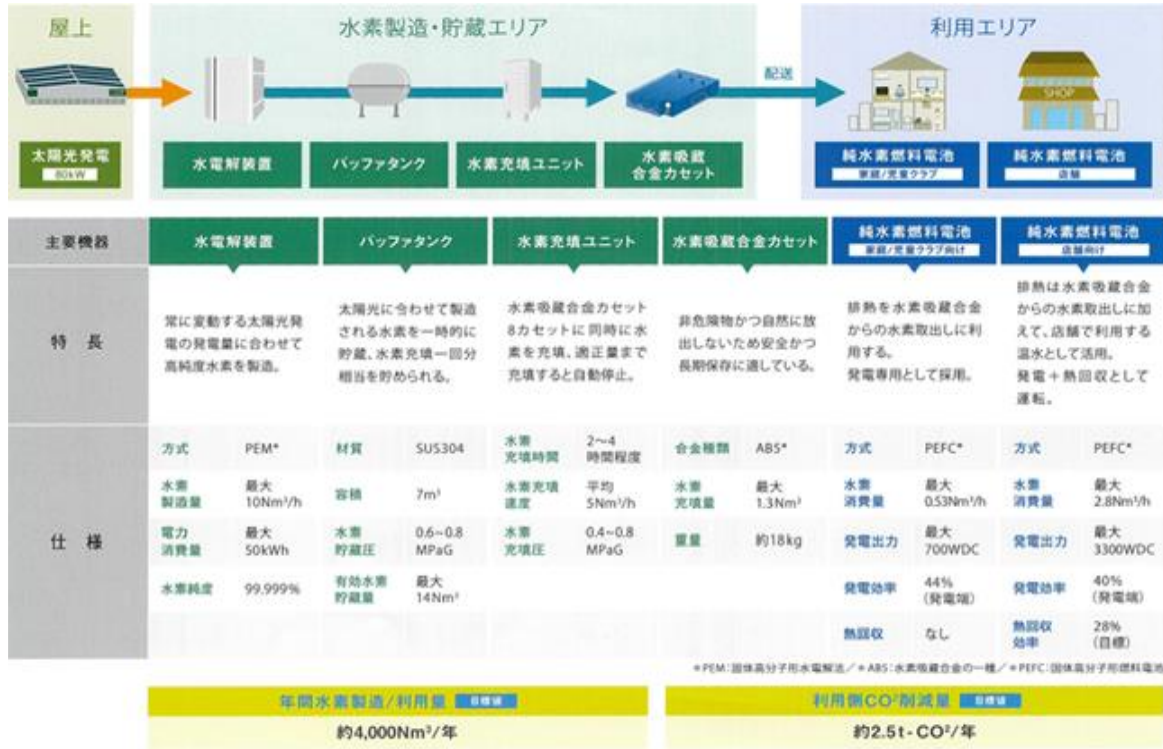 屋上
水素製造・貯蔵エリア
利用エリア
配送
SHOP
太陽光発電
80kW
水電解装置
バッファタンク
水素充填ユニット
水素吸蔵
合金カセット
純水素燃料電池
家庭/児童クラブ
純水素燃料電池
店舗
主要機器
水電解装置
バッファタンク
水素充填ユニット
水素吸蔵合金カセット
純水素燃料電池
家庭/児童クラブ向け
純水素燃料電池
店舗向け
特 長
常に変動する太陽光発
電の発電量に合わせて
高純度水素を製造。
太陽光に合わせて製造
される水素を一時的に
貯蔵、水素充填一回分
相当を貯められる。
水素吸蔵合金カセット
8カセットに同時に水
素を充填、適正量まで
充填すると自動停止。
非危険物かつ自然に放
出しないため安全かつ
長期保存に適している。
排熱を水素吸蔵合金
からの水素取出しに利
用する。
発電専用として採用。
排熱は水素吸蔵合金
からの水素取出しに加
えて、店舗で利用する
温水として活用。
発電+熱回収として
運転。
仕 様
方式 PEM*
水素
製造量
最大
10Nm³/h
電力
消費量
最大
50kWh
水素純度 99.999%
材質 SUS304
容積 7m³
水素
貯蔵圧
0.6~0.8
MPaG
有効水素
貯蔵量
最大
14Nm³
水素
充填時間
2~4
時間程度
水素充填
速度
平均
5Nm³/h
水素
充填圧
0.4~0.8
MPaG
合金種類 ABS*
水素
充填量
最大
1.3Nm³
重量 約18kg
方式 PEFC*
水素
消費量
最大
0.53Nm³/h
発電出力
最大
700WDC
発電効率
44%
(発電端)
熱回収 なし
方式 PEFC*
水素
消費量
最大
2.8Nm³/h
発電出力
最大
3300WDC
発電効率
40%
(発電端)
熱回収
効率
28%
(目標)
*PEM:固体高分子形水電解法/*ABS:水素吸蔵合金の一種/*PEFC:固体高分子形燃料電池
年間水素製造/利用量 目標値
約4,000Nm³/年
利用側CO²削減量 目標値
約2.5t-CO²/年